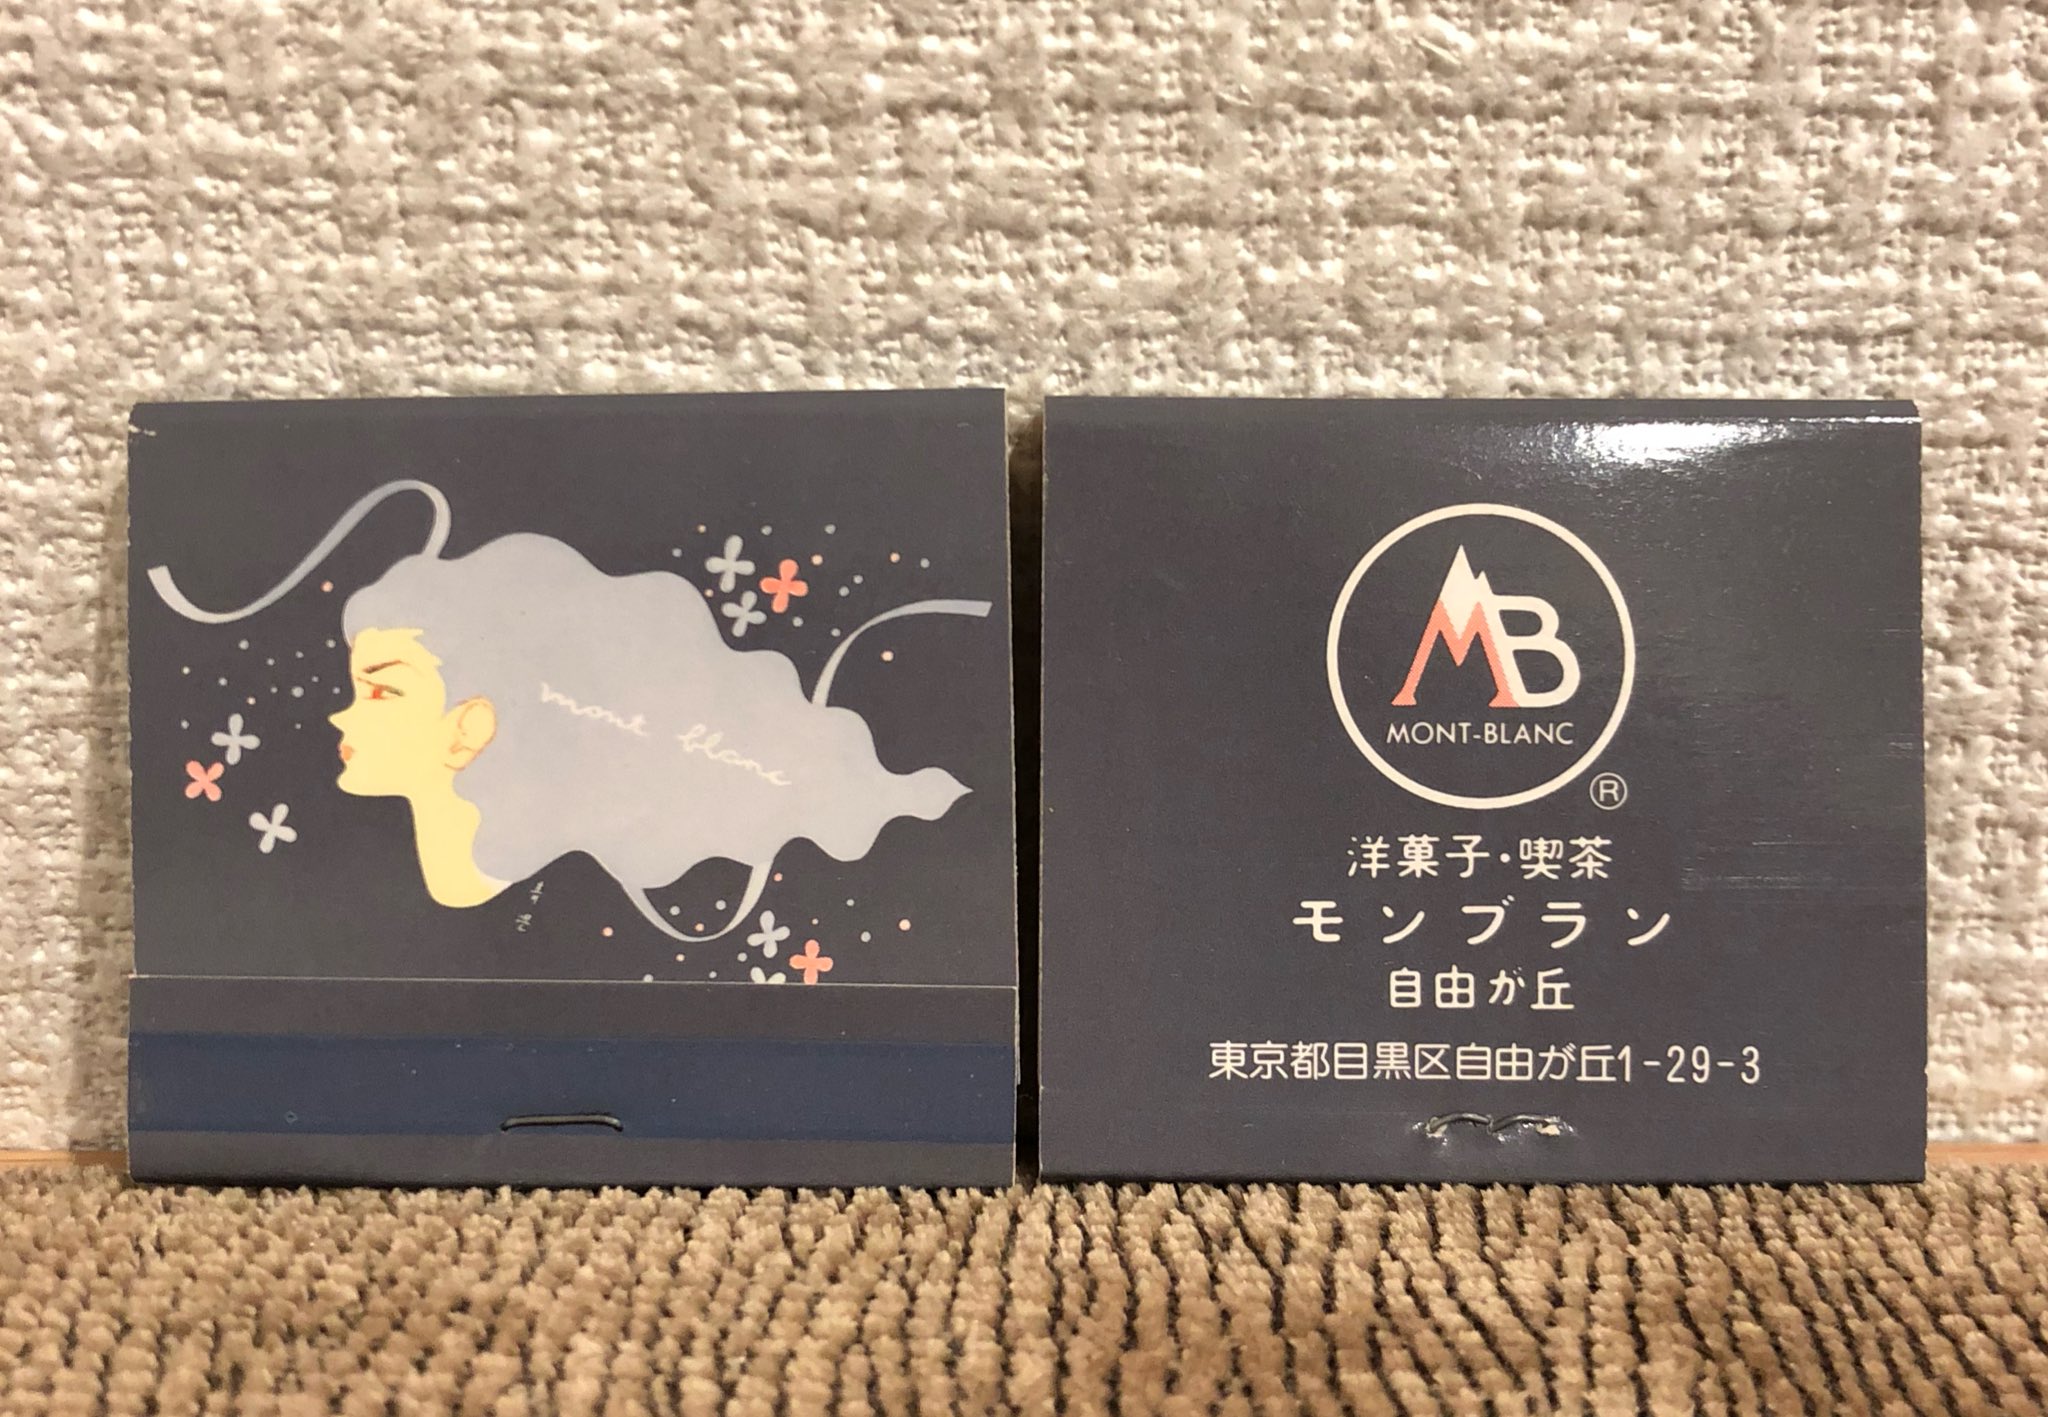 mont blanc
MB
MONT-BLANC
®
洋菓子・喫茶
モンブラン
自由が丘
東京都目黒区自由が丘1-29-3